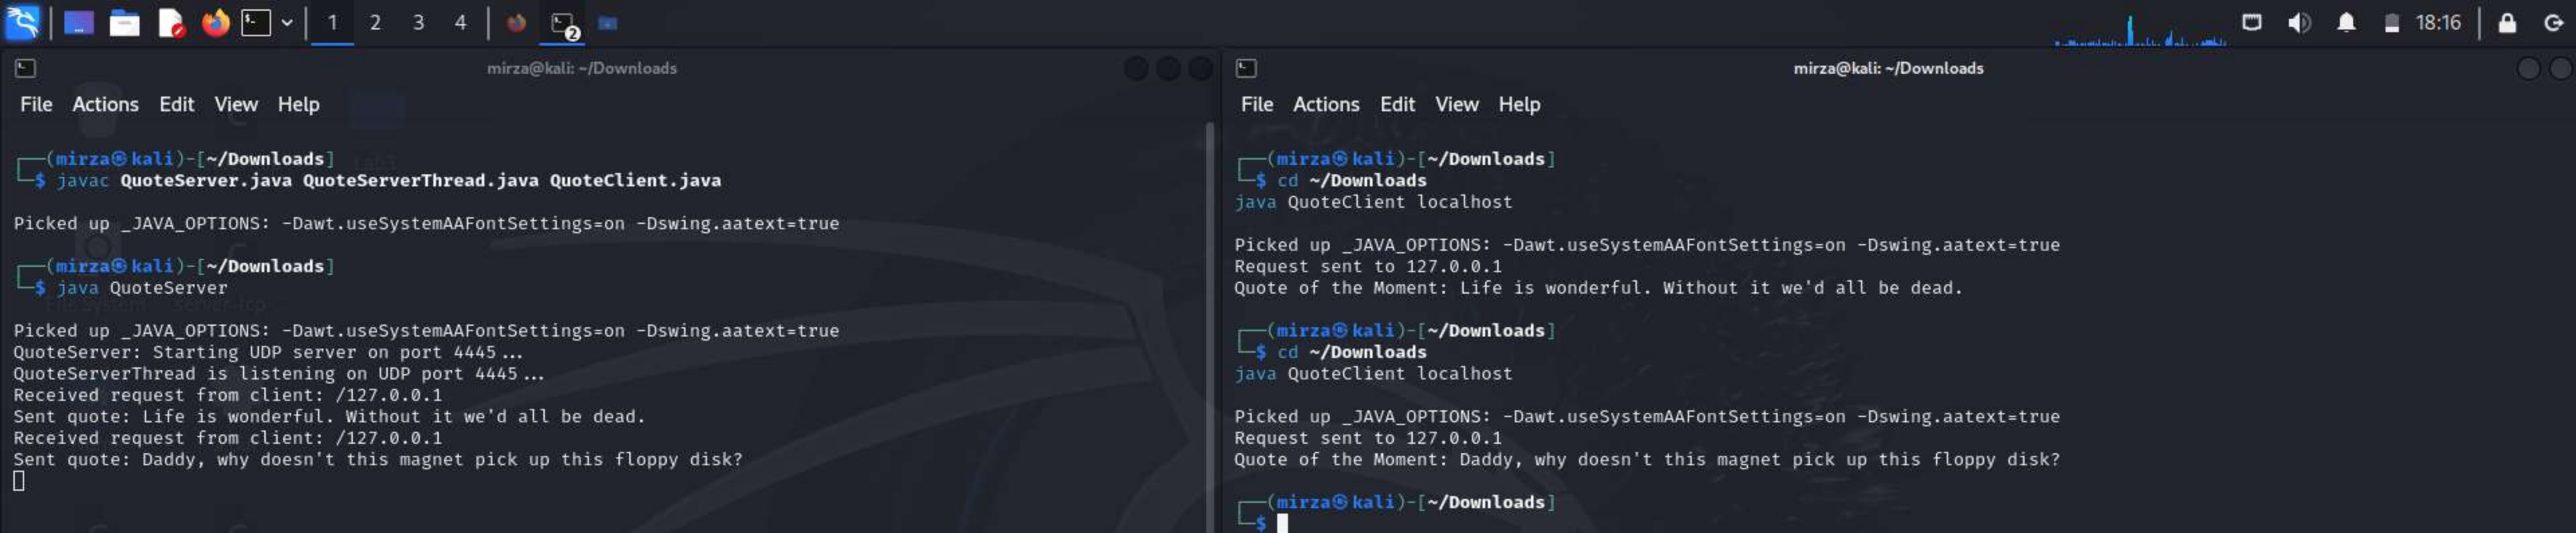 1 2 3 4
2
18:16
mirza@kali: ~/Downloads
File Actions Edit View Help
┌──(mirza㉿kali)-[~/Downloads]
└─$ javac QuoteServer.java QuoteServerThread.java QuoteClient.java
Picked up _JAVA_OPTIONS: -Dawt.useSystemAAFontSettings=on -Dswing.aatext=true
┌──(mirza㉿kali)-[~/Downloads]
└─$ java QuoteServer
File System server-tcp
Picked up _JAVA_OPTIONS: -Dawt.useSystemAAFontSettings=on -Dswing.aatext=true
QuoteServer: Starting UDP server on port 4445...
QuoteServerThread is listening on UDP port 4445...
Received request from client: /127.0.0.1
Sent quote: Life is wonderful. Without it we'd all be dead.
Received request from client: /127.0.0.1
Sent quote: Daddy, why doesn't this magnet pick up this floppy disk?
mirza@kali: ~/Downloads
File Actions Edit View Help
┌──(mirza㉿kali)-[~/Downloads]
└─$ cd ~/Downloads
java QuoteClient localhost
Picked up _JAVA_OPTIONS: -Dawt.useSystemAAFontSettings=on -Dswing.aatext=true
Request sent to 127.0.0.1
Quote of the Moment: Life is wonderful. Without it we'd all be dead.
┌──(mirza㉿kali)-[~/Downloads]
└─$ cd ~/Downloads
java QuoteClient localhost
Picked up _JAVA_OPTIONS: -Dawt.useSystemAAFontSettings=on -Dswing.aatext=true
Request sent to 127.0.0.1
Quote of the Moment: Daddy, why doesn't this magnet pick up this floppy disk?
┌──(mirza㉿kali)-[~/Downloads]
└─$